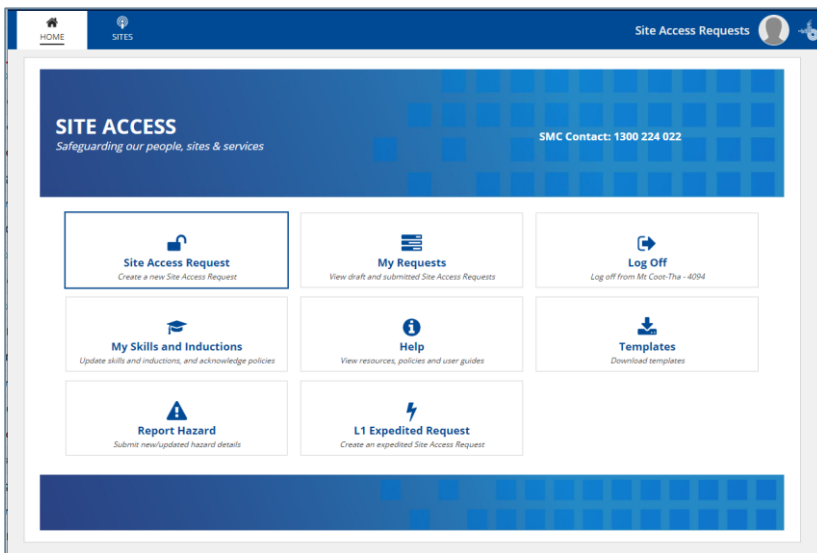 HOME
SITES
Site Access Requests
SITE ACCESS
Safeguarding our people, sites & services
SMC Contact: 1300 224 022
Site Access Request
Create a new Site Access Request
My Requests
View draft and submitted Site Access Requests
Log Off
Log off from Mt Coot-Tha - 4094
My Skills and Inductions
Update skills and inductions, and acknowledge policies
Help
View resources, policies and user guides
Templates
Download templates
Report Hazard
Submit new/updated hazard details
L1 Expedited Request
Create an expedited Site Access Request